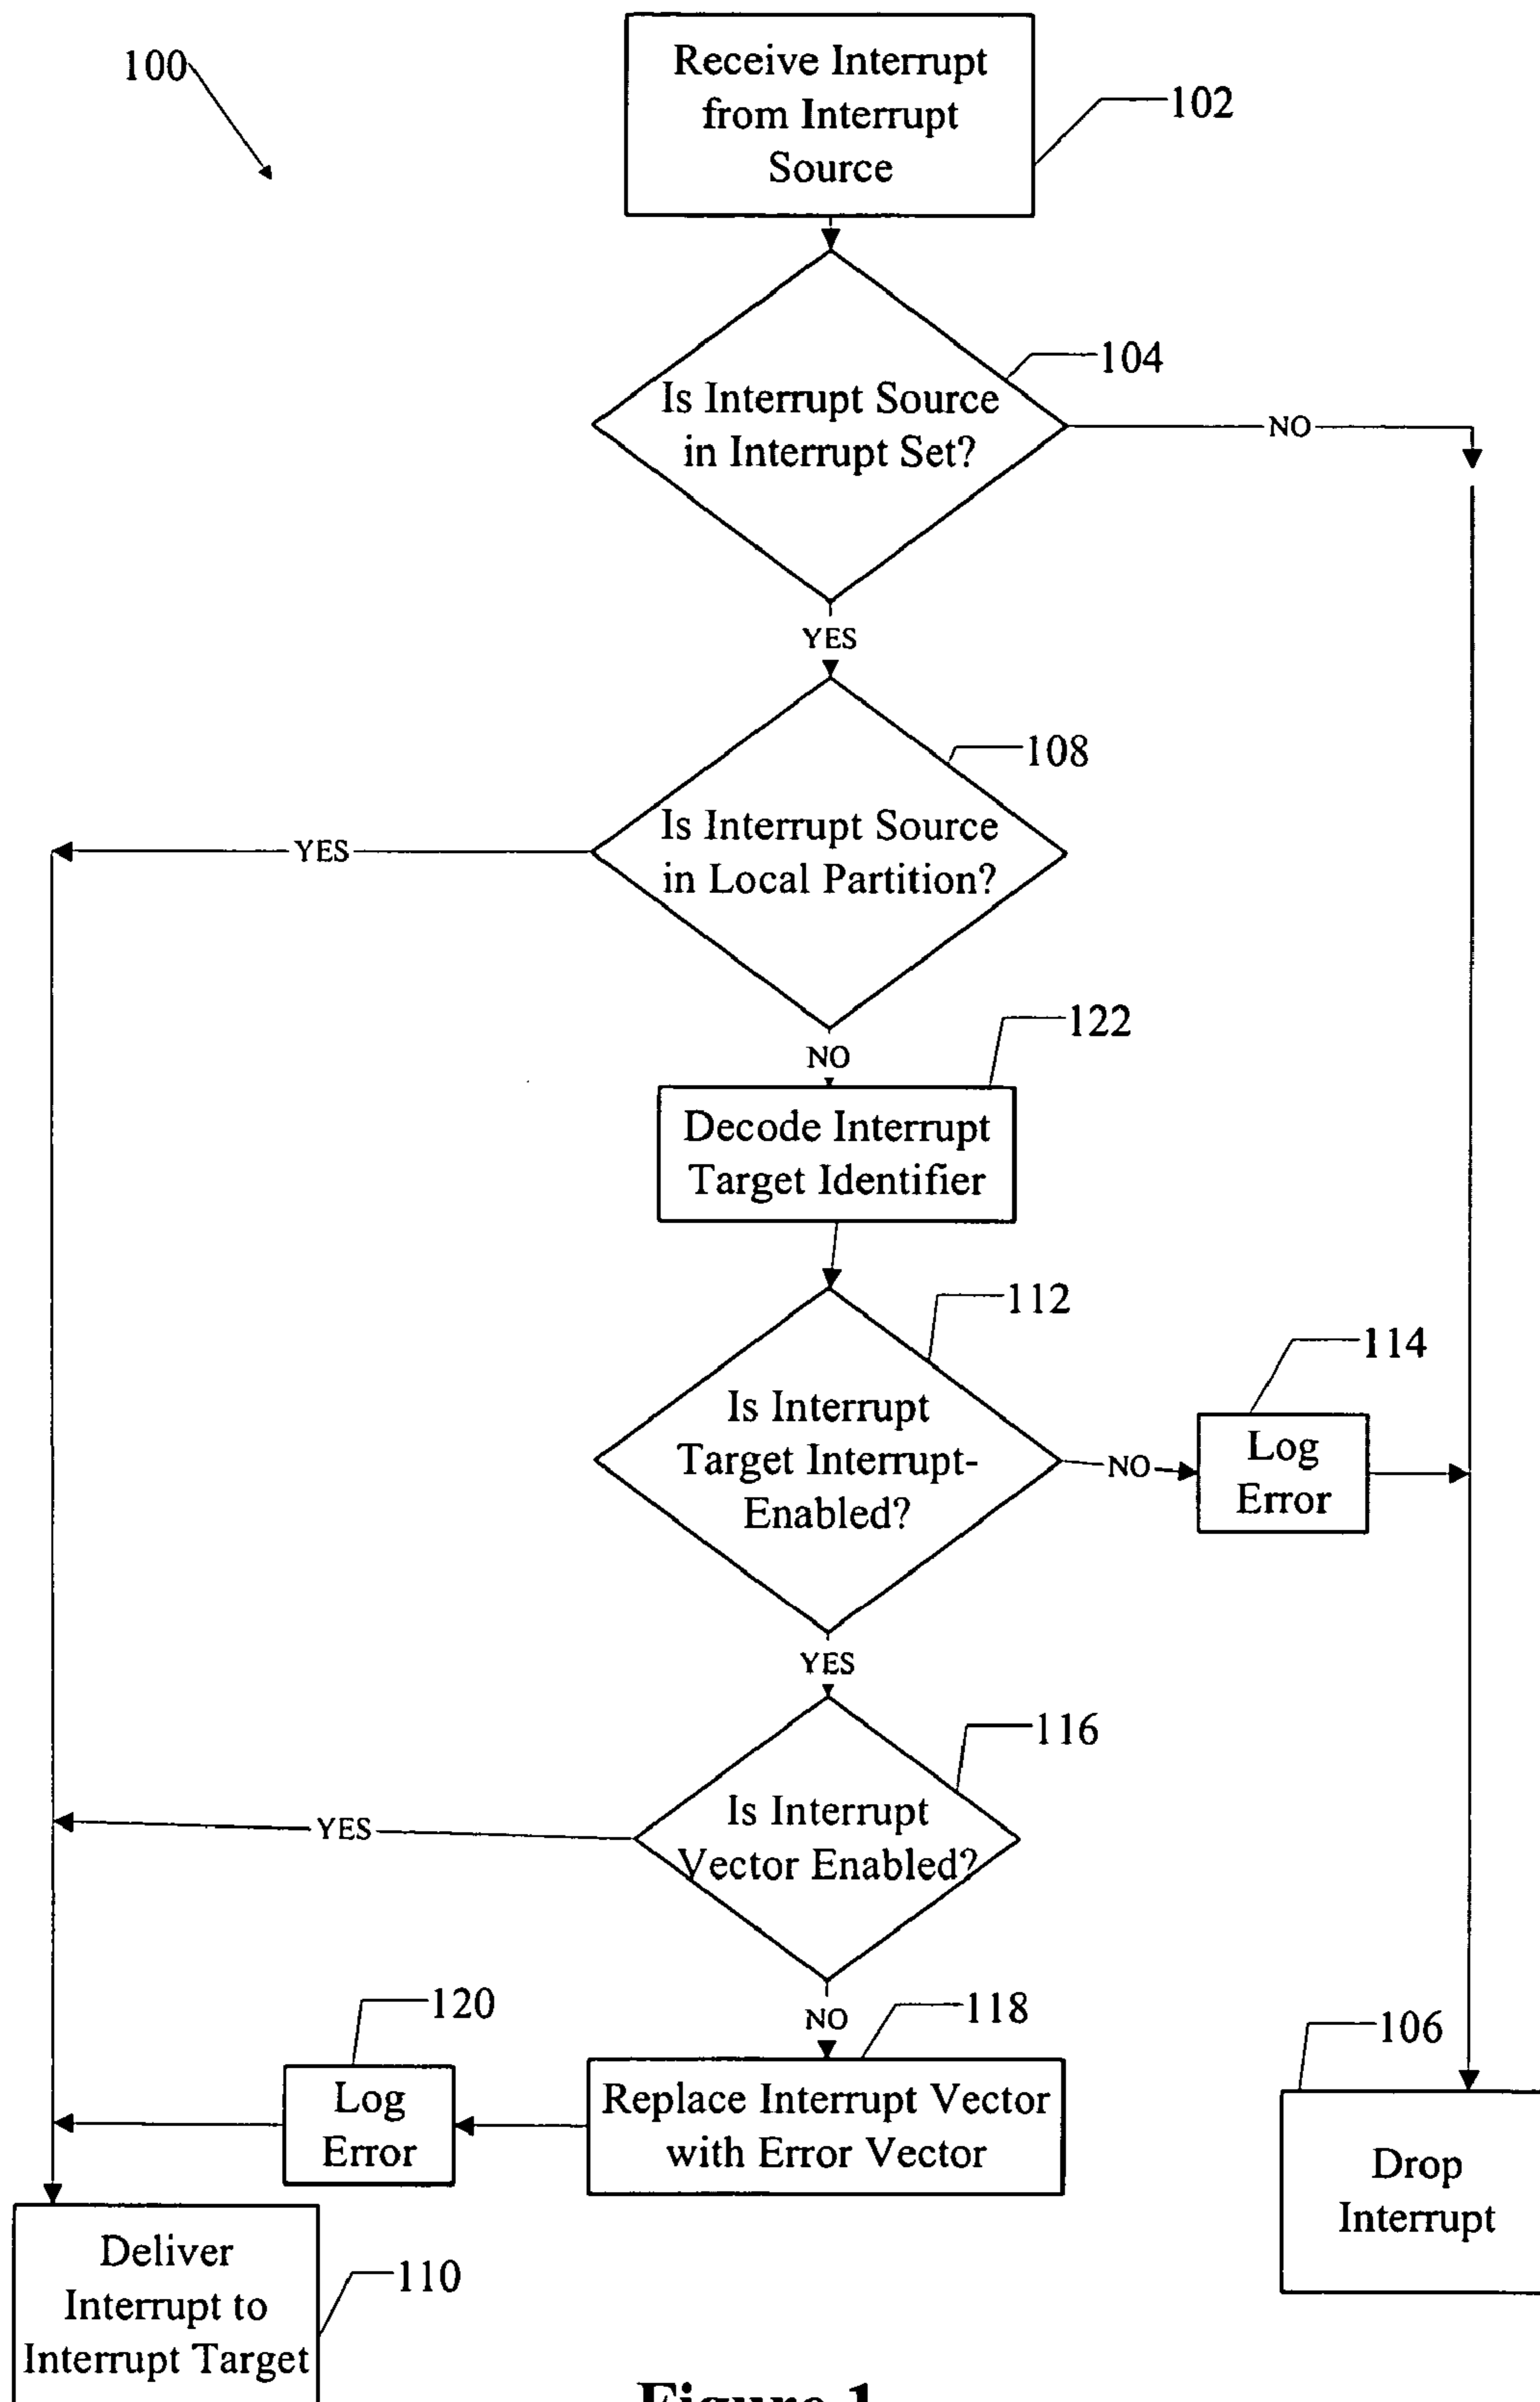 100
Receive Interrupt
from Interrupt
Source
102
104
Is Interrupt Source
in Interrupt Set?
NO
YES
108
Is Interrupt Source
in Local Partition?
YES
NO
122
Decode Interrupt
Target Identifier
112
114
Is Interrupt
Target Interrupt-
Enabled?
NO
Log
Error
YES
116
Is Interrupt
Vector Enabled?
YES
NO
120
118
106
Log
Error
Replace Interrupt Vector
with Error Vector
Drop
Interrupt
Deliver
Interrupt to
Interrupt Target
110
Figure 1